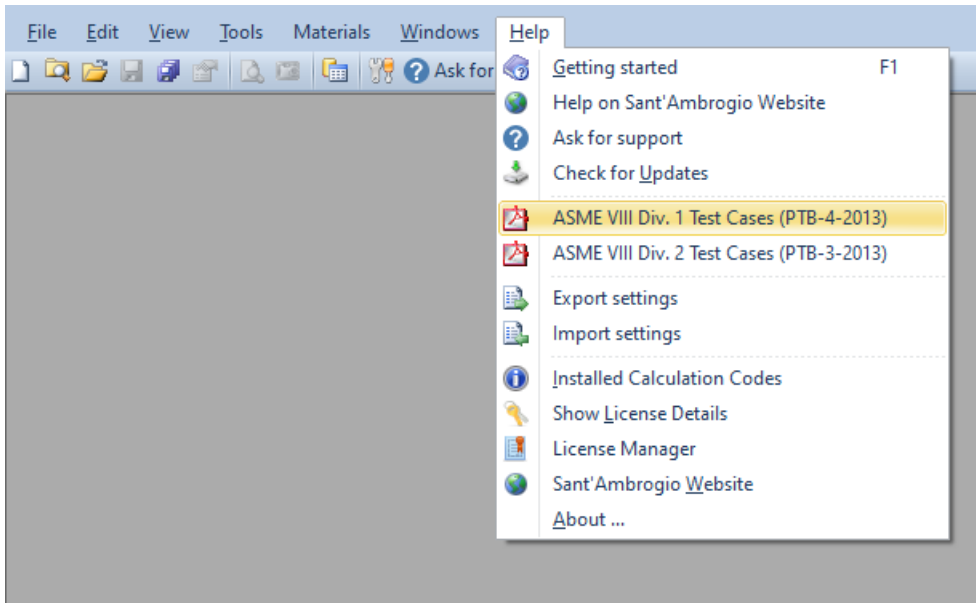 File Edit View Tools Materials Windows Help
Ask for
Getting started F1
Help on Sant'Ambrogio Website
Ask for support
Check for Updates
ASME VIII Div. 1 Test Cases (PTB-4-2013)
ASME VIII Div. 2 Test Cases (PTB-3-2013)
Export settings
Import settings
Installed Calculation Codes
Show License Details
License Manager
Sant'Ambrogio Website
About ...